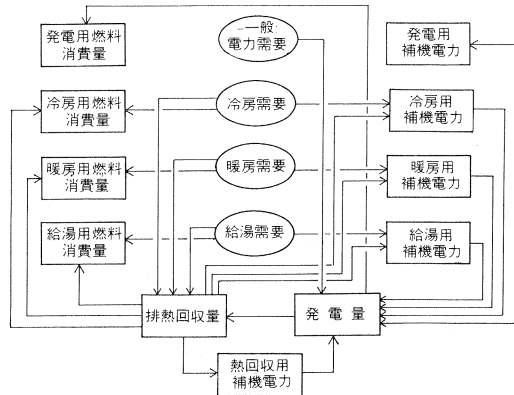 発電用燃料
消費量
一般
電力需要
発電用
補機電力
冷房用燃料
消費量
冷房需要
冷房用
補機電力
暖房用燃料
消費量
暖房需要
暖房用
補機電力
給湯用燃料
消費量
給湯需要
給湯用
補機電力
排熱回収量
発電量
熱回収用
補機電力